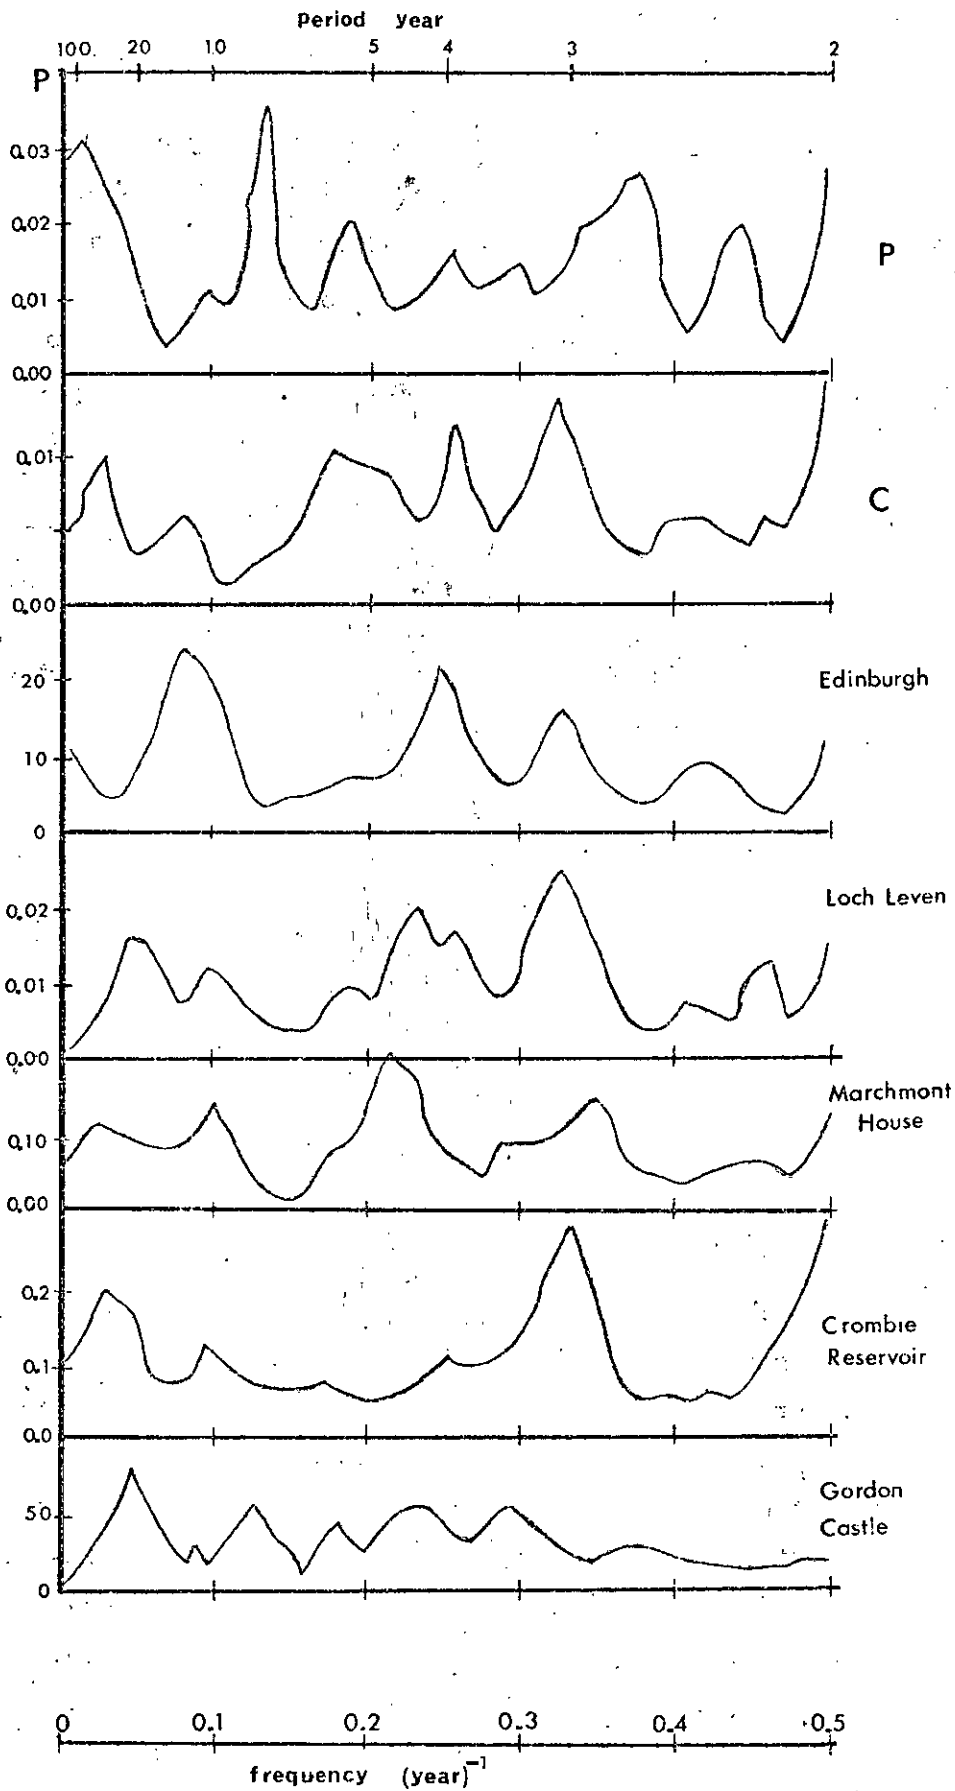 period year
100. 20 10 5 4 3 2
P
0.03
0.02
P
0.01
0.00
0.01
C
0.00
20
Edinburgh
10
0
0.02
Loch Leven
0.01
0.00
Marchmont
House
0.10
0.00
0.2
Crombie
Reservoir
0.1
0.0
Gordon
50
Castle
0
0 0.1 0.2 0.3 0.4 0.5
frequency (year)⁻¹